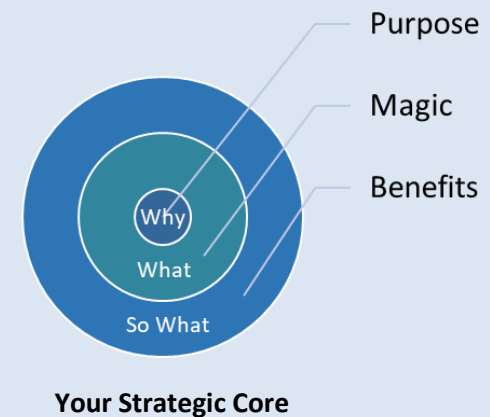 Purpose
Magic
Benefits
Why
What
So What
Your Strategic Core